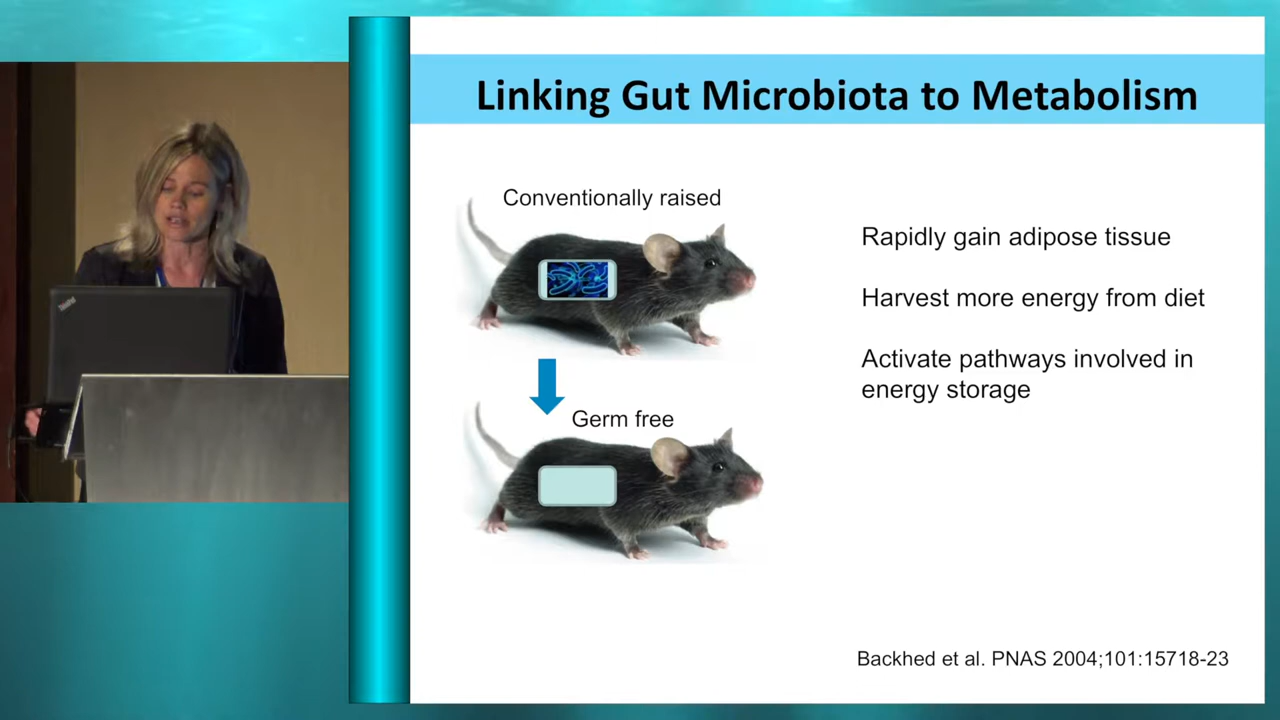 Linking Gut Microbiota to Metabolism
Conventionally raised
Rapidly gain adipose tissue
Harvest more energy from diet
Activate pathways involved in
energy storage
Germ free
Backhed et al. PNAS 2004;101:15718-23
ThinkPad